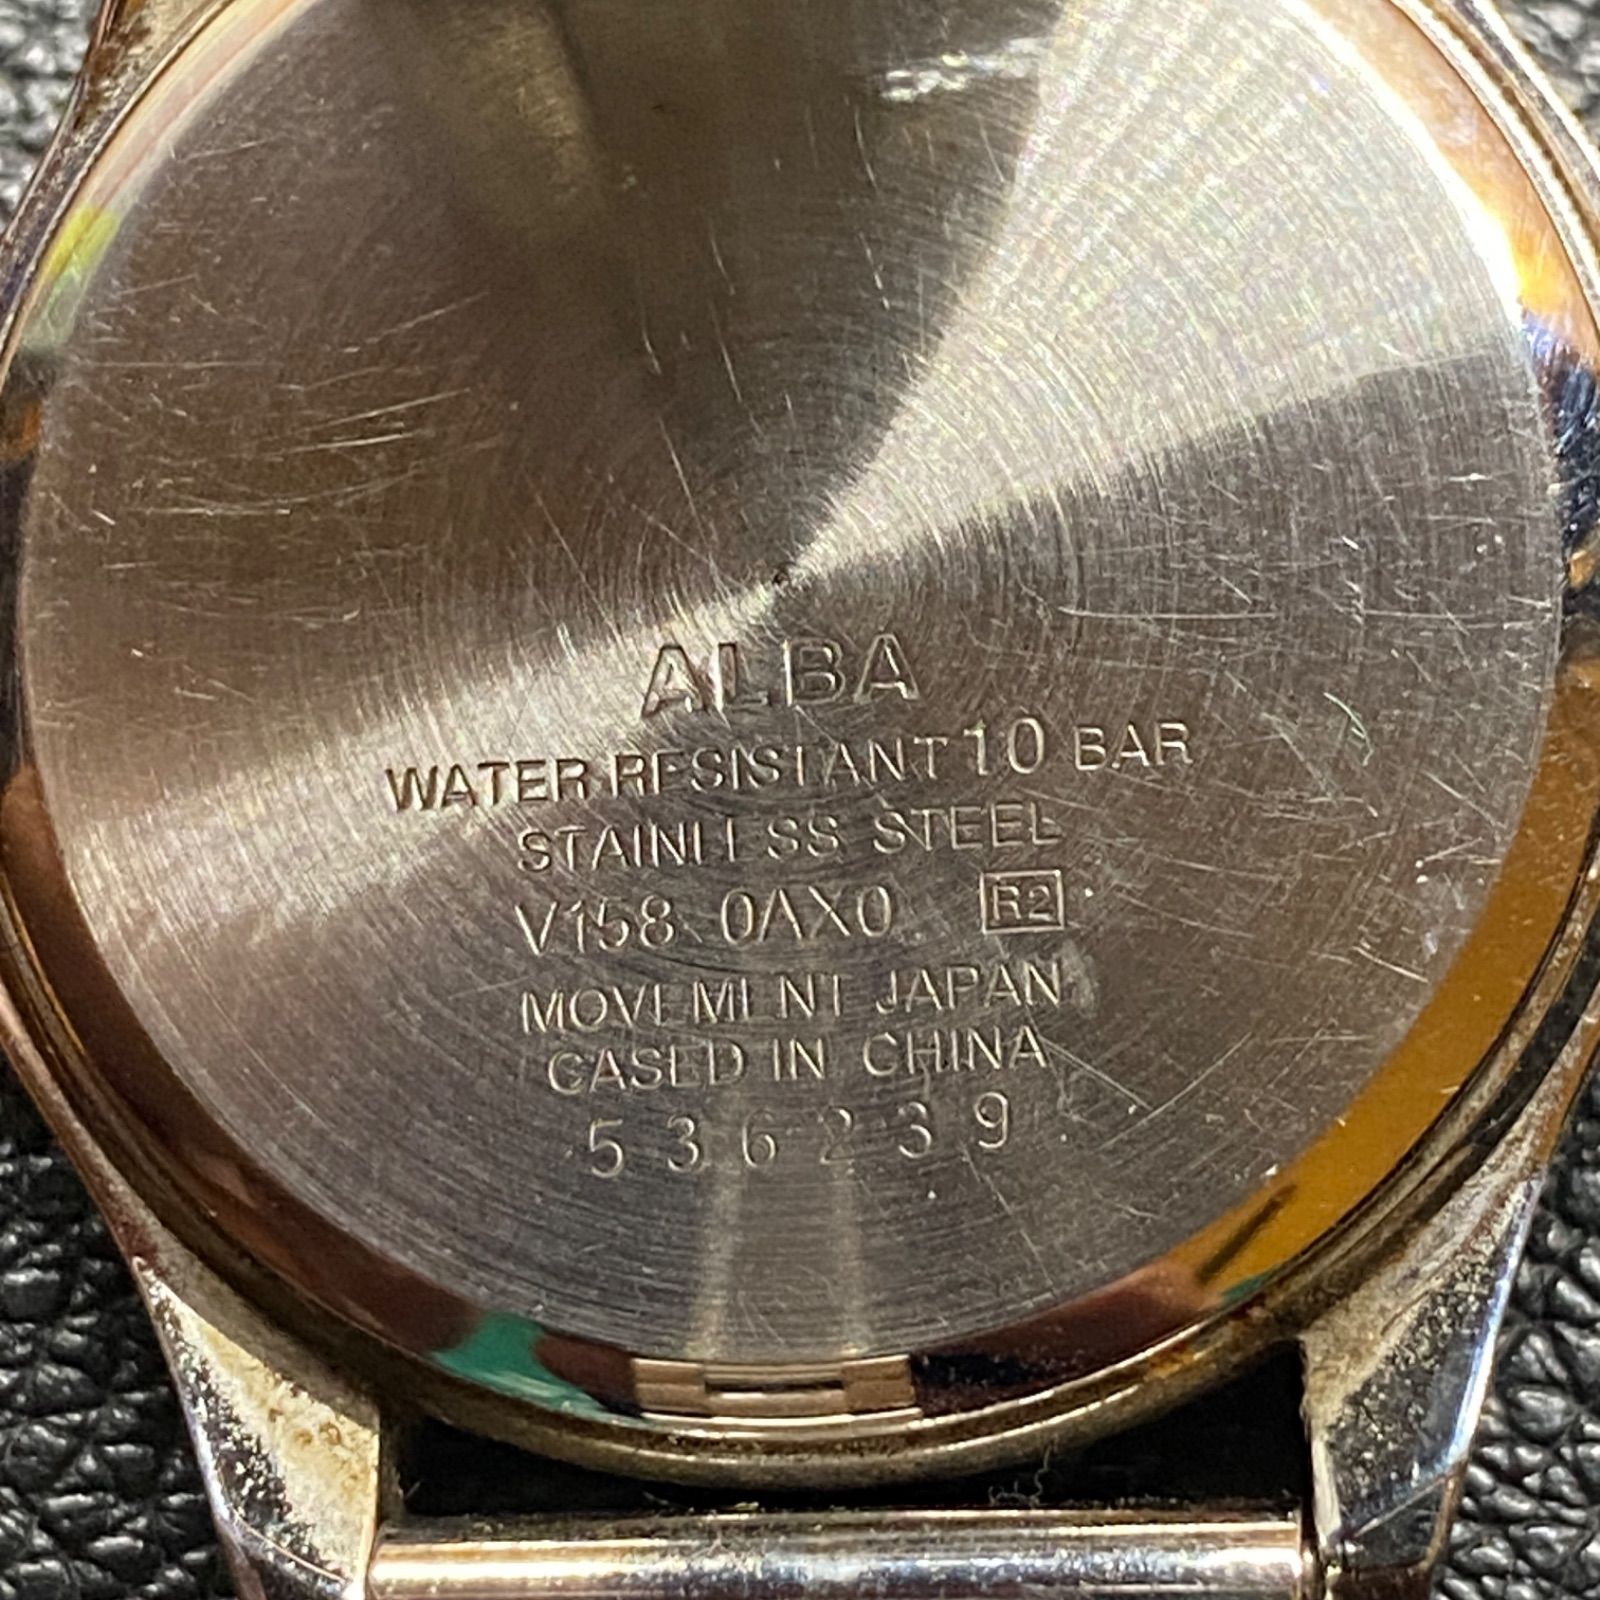 ALBA
WATER RESISTANT 10 BAR
STAINLESS STEEL
V158 0AX0 R2
MOVEMENT JAPAN
CASED IN CHINA
536239